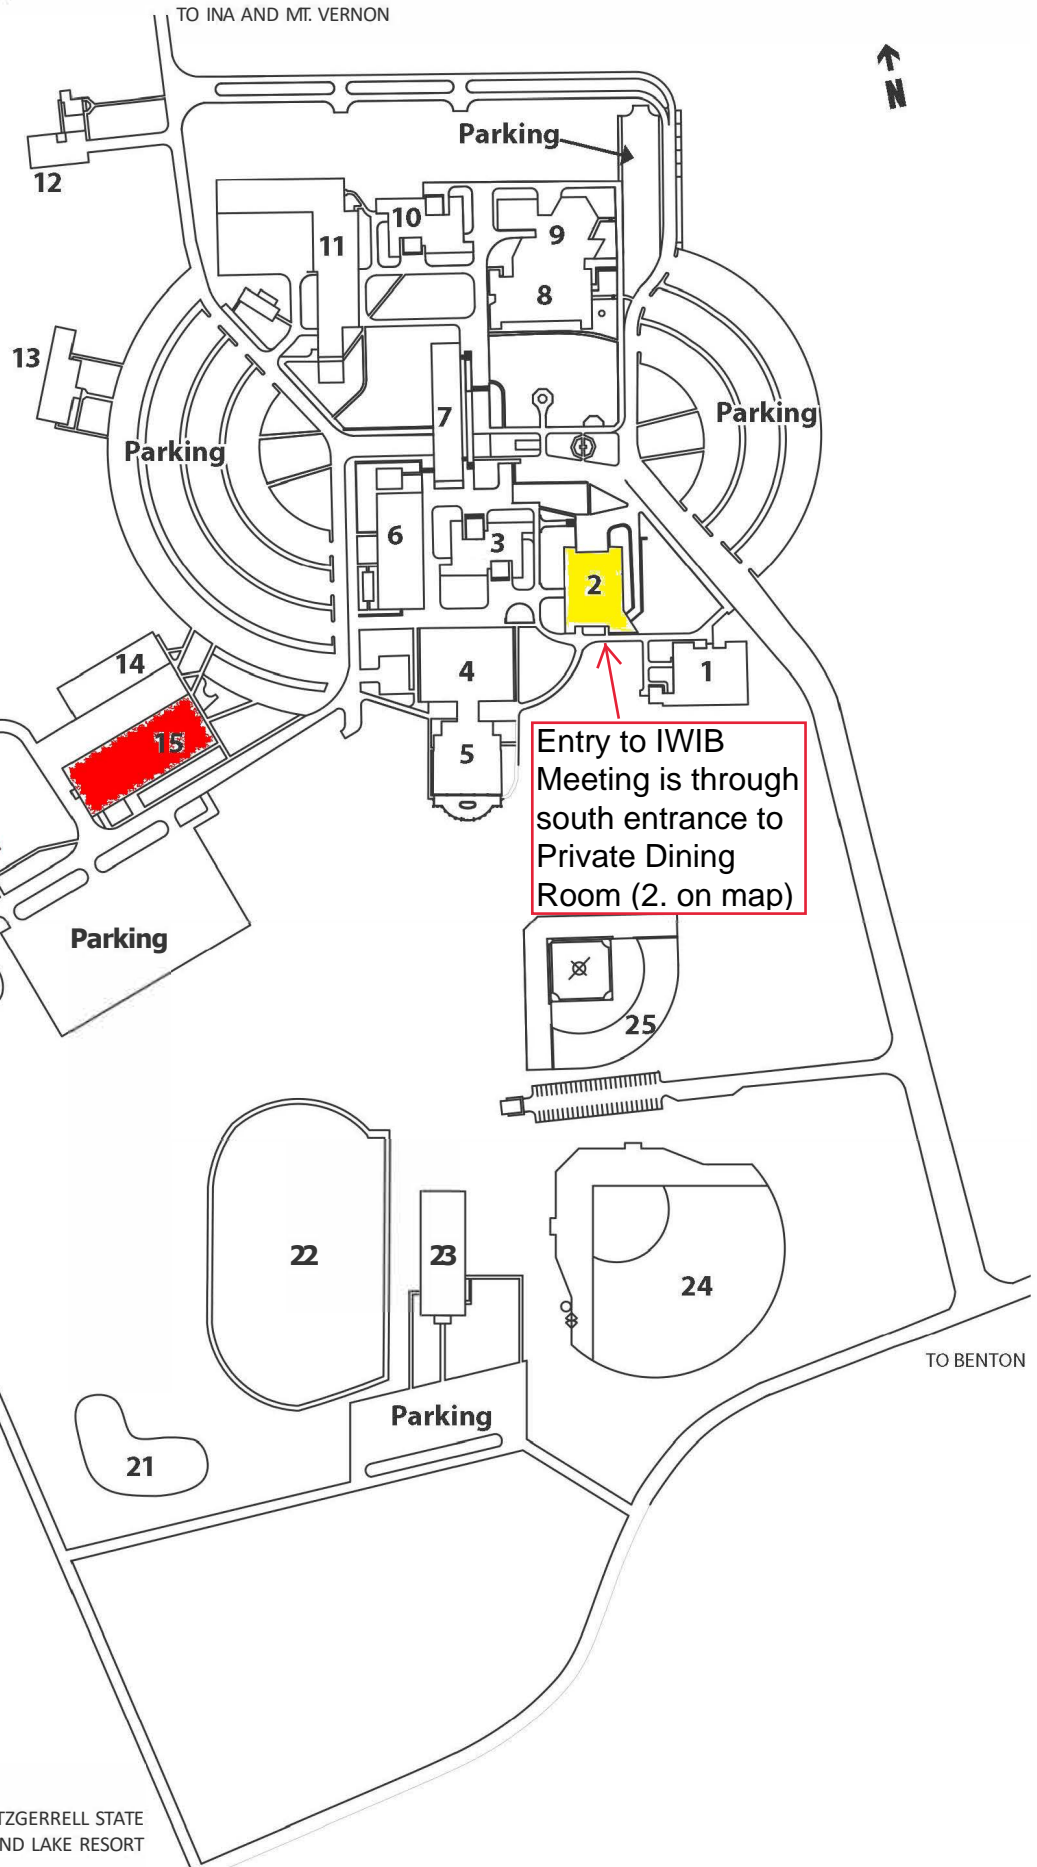 TO INA AND MT. VERNON
N
Parking
12
10
11
9
8
13
7
Parking
Parking
6
3
2
14
4
1
15
5
Entry to IWIB
Meeting is through
south entrance to
Private Dining
Room (2. on map)
Parking
25
22
23
24
TO BENTON
Parking
21
TZGERRELL STATE
ND LAKE RESORT